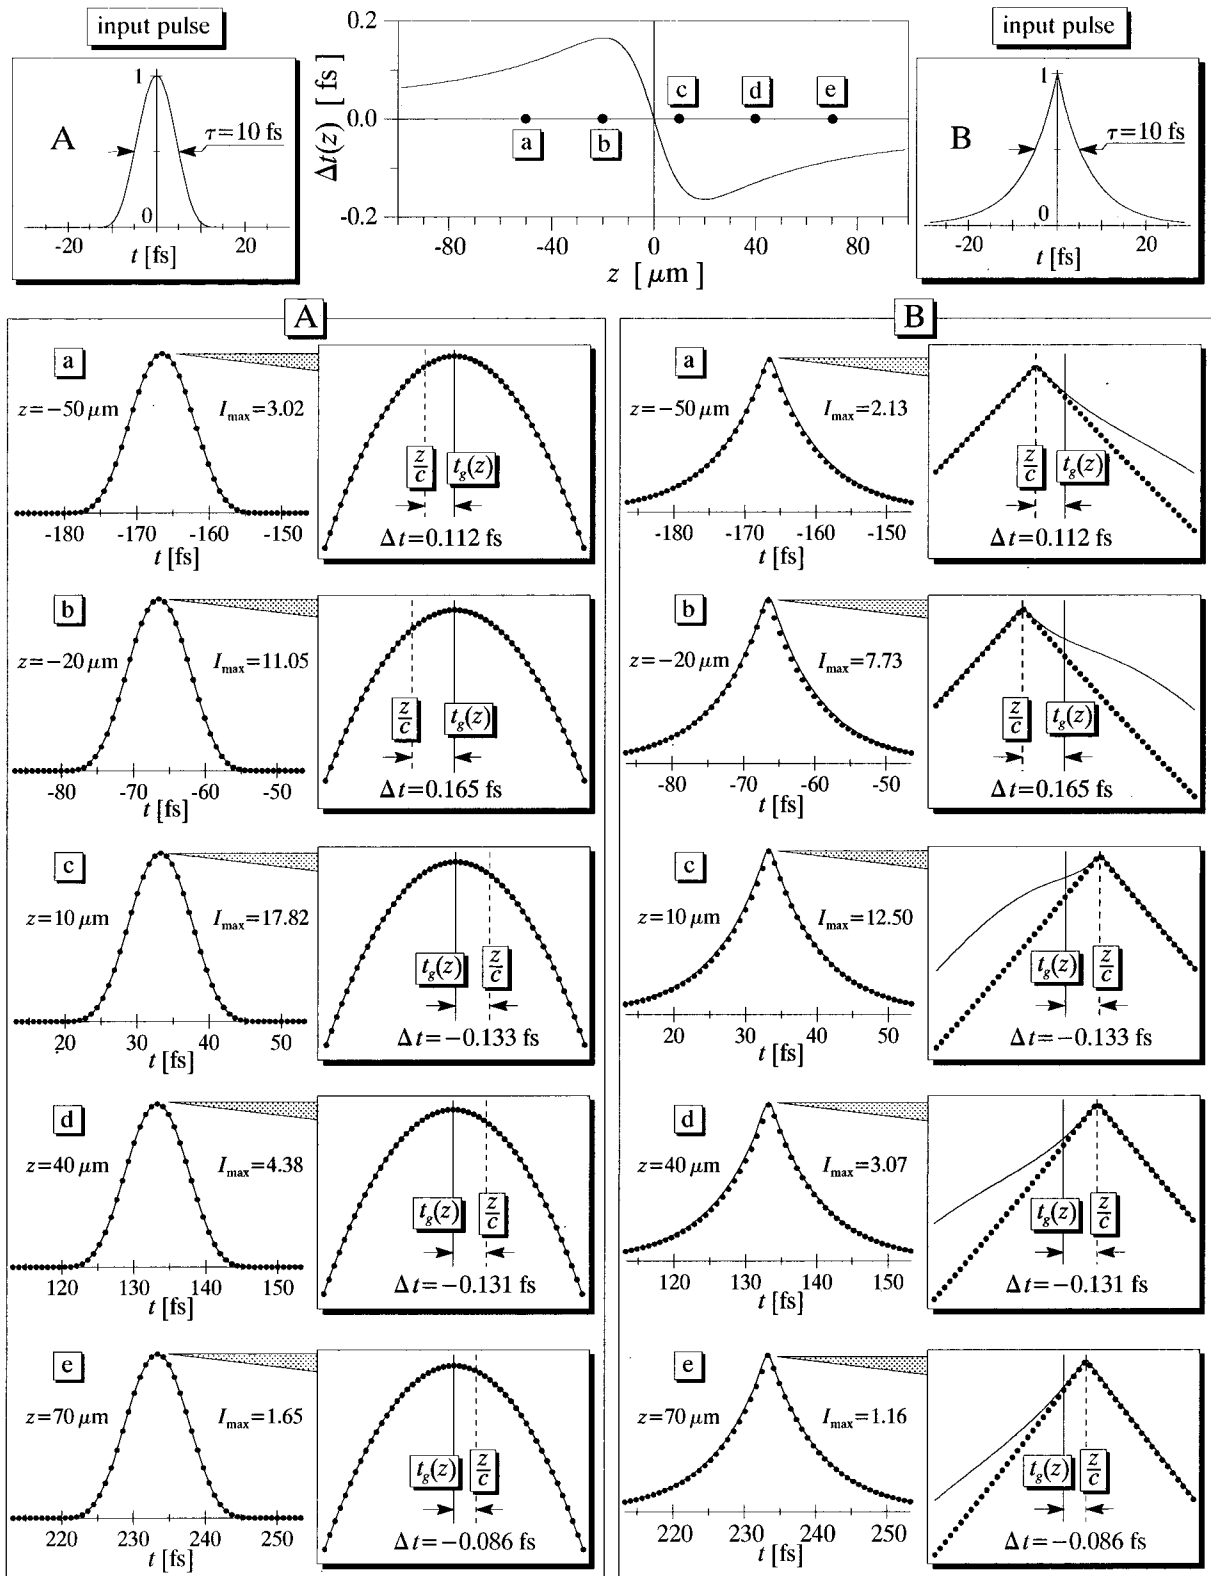 input pulse
A
1
0
τ=10 fs
-20
20
t [fs]
Δt(z) [ fs ]
0.2
0.0
-0.2
a
b
c
d
e
-80
-40
0
40
80
z [ μm ]
input pulse
B
1
0
τ=10 fs
-20
20
t [fs]
A
a
z=−50 μm
I_max=3.02
-180
-170
-160
-150
t [fs]
z/c
t_g(z)
Δt=0.112 fs
b
z=−20 μm
I_max=11.05
-80
-70
-60
-50
t [fs]
z/c
t_g(z)
Δt=0.165 fs
c
z=10 μm
I_max=17.82
20
30
40
50
t [fs]
t_g(z)
z/c
Δt=−0.133 fs
d
z=40 μm
I_max=4.38
120
130
140
150
t [fs]
t_g(z)
z/c
Δt=−0.131 fs
e
z=70 μm
I_max=1.65
220
230
240
250
t [fs]
t_g(z)
z/c
Δt=−0.086 fs
B
a
z=−50 μm
I_max=2.13
-180
-170
-160
-150
t [fs]
z/c
t_g(z)
Δt=0.112 fs
b
z=−20 μm
I_max=7.73
-80
-70
-60
-50
t [fs]
z/c
t_g(z)
Δt=0.165 fs
c
z=10 μm
I_max=12.50
20
30
40
50
t [fs]
t_g(z)
z/c
Δt=−0.133 fs
d
z=40 μm
I_max=3.07
120
130
140
150
t [fs]
t_g(z)
z/c
Δt=−0.131 fs
e
z=70 μm
I_max=1.16
220
230
240
250
t [fs]
t_g(z)
z/c
Δt=−0.086 fs